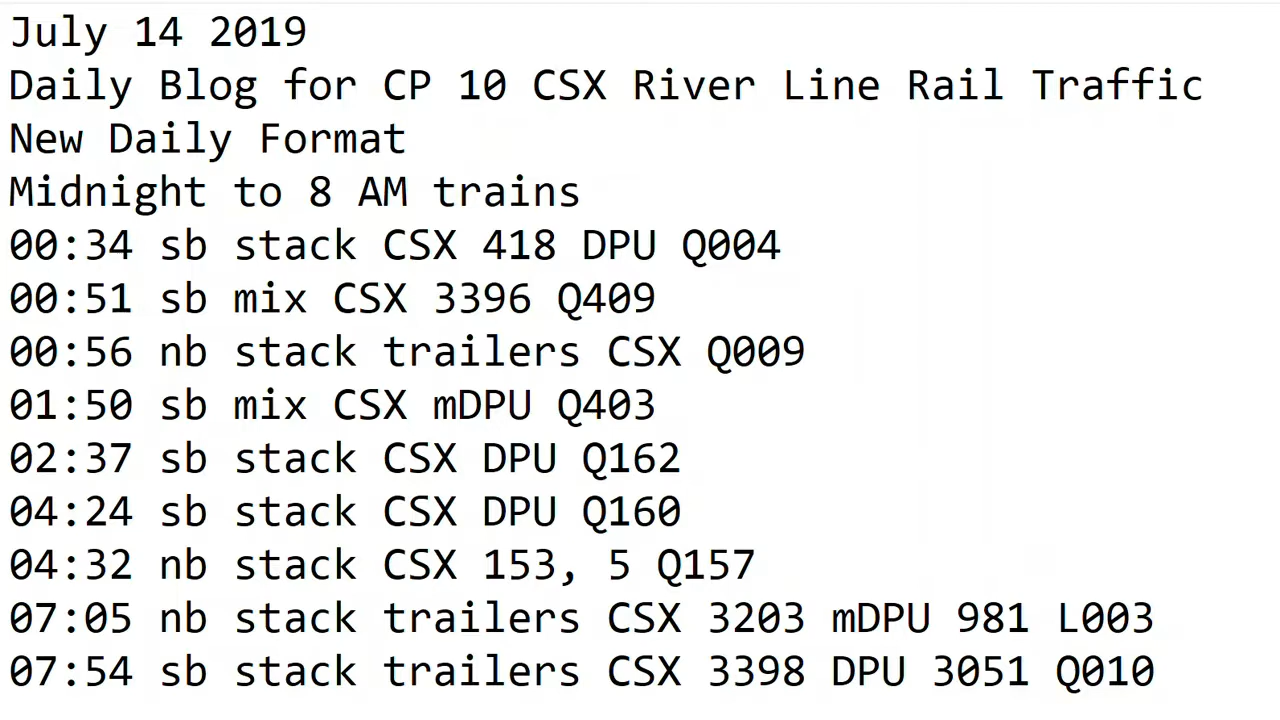 July 14 2019
Daily Blog for CP 10 CSX River Line Rail Traffic
New Daily Format
Midnight to 8 AM trains
00:34 sb stack CSX 418 DPU Q004
00:51 sb mix CSX 3396 Q409
00:56 nb stack trailers CSX Q009
01:50 sb mix CSX mDPU Q403
02:37 sb stack CSX DPU Q162
04:24 sb stack CSX DPU Q160
04:32 nb stack CSX 153, 5 Q157
07:05 nb stack trailers CSX 3203 mDPU 981 L003
07:54 sb stack trailers CSX 3398 DPU 3051 Q010